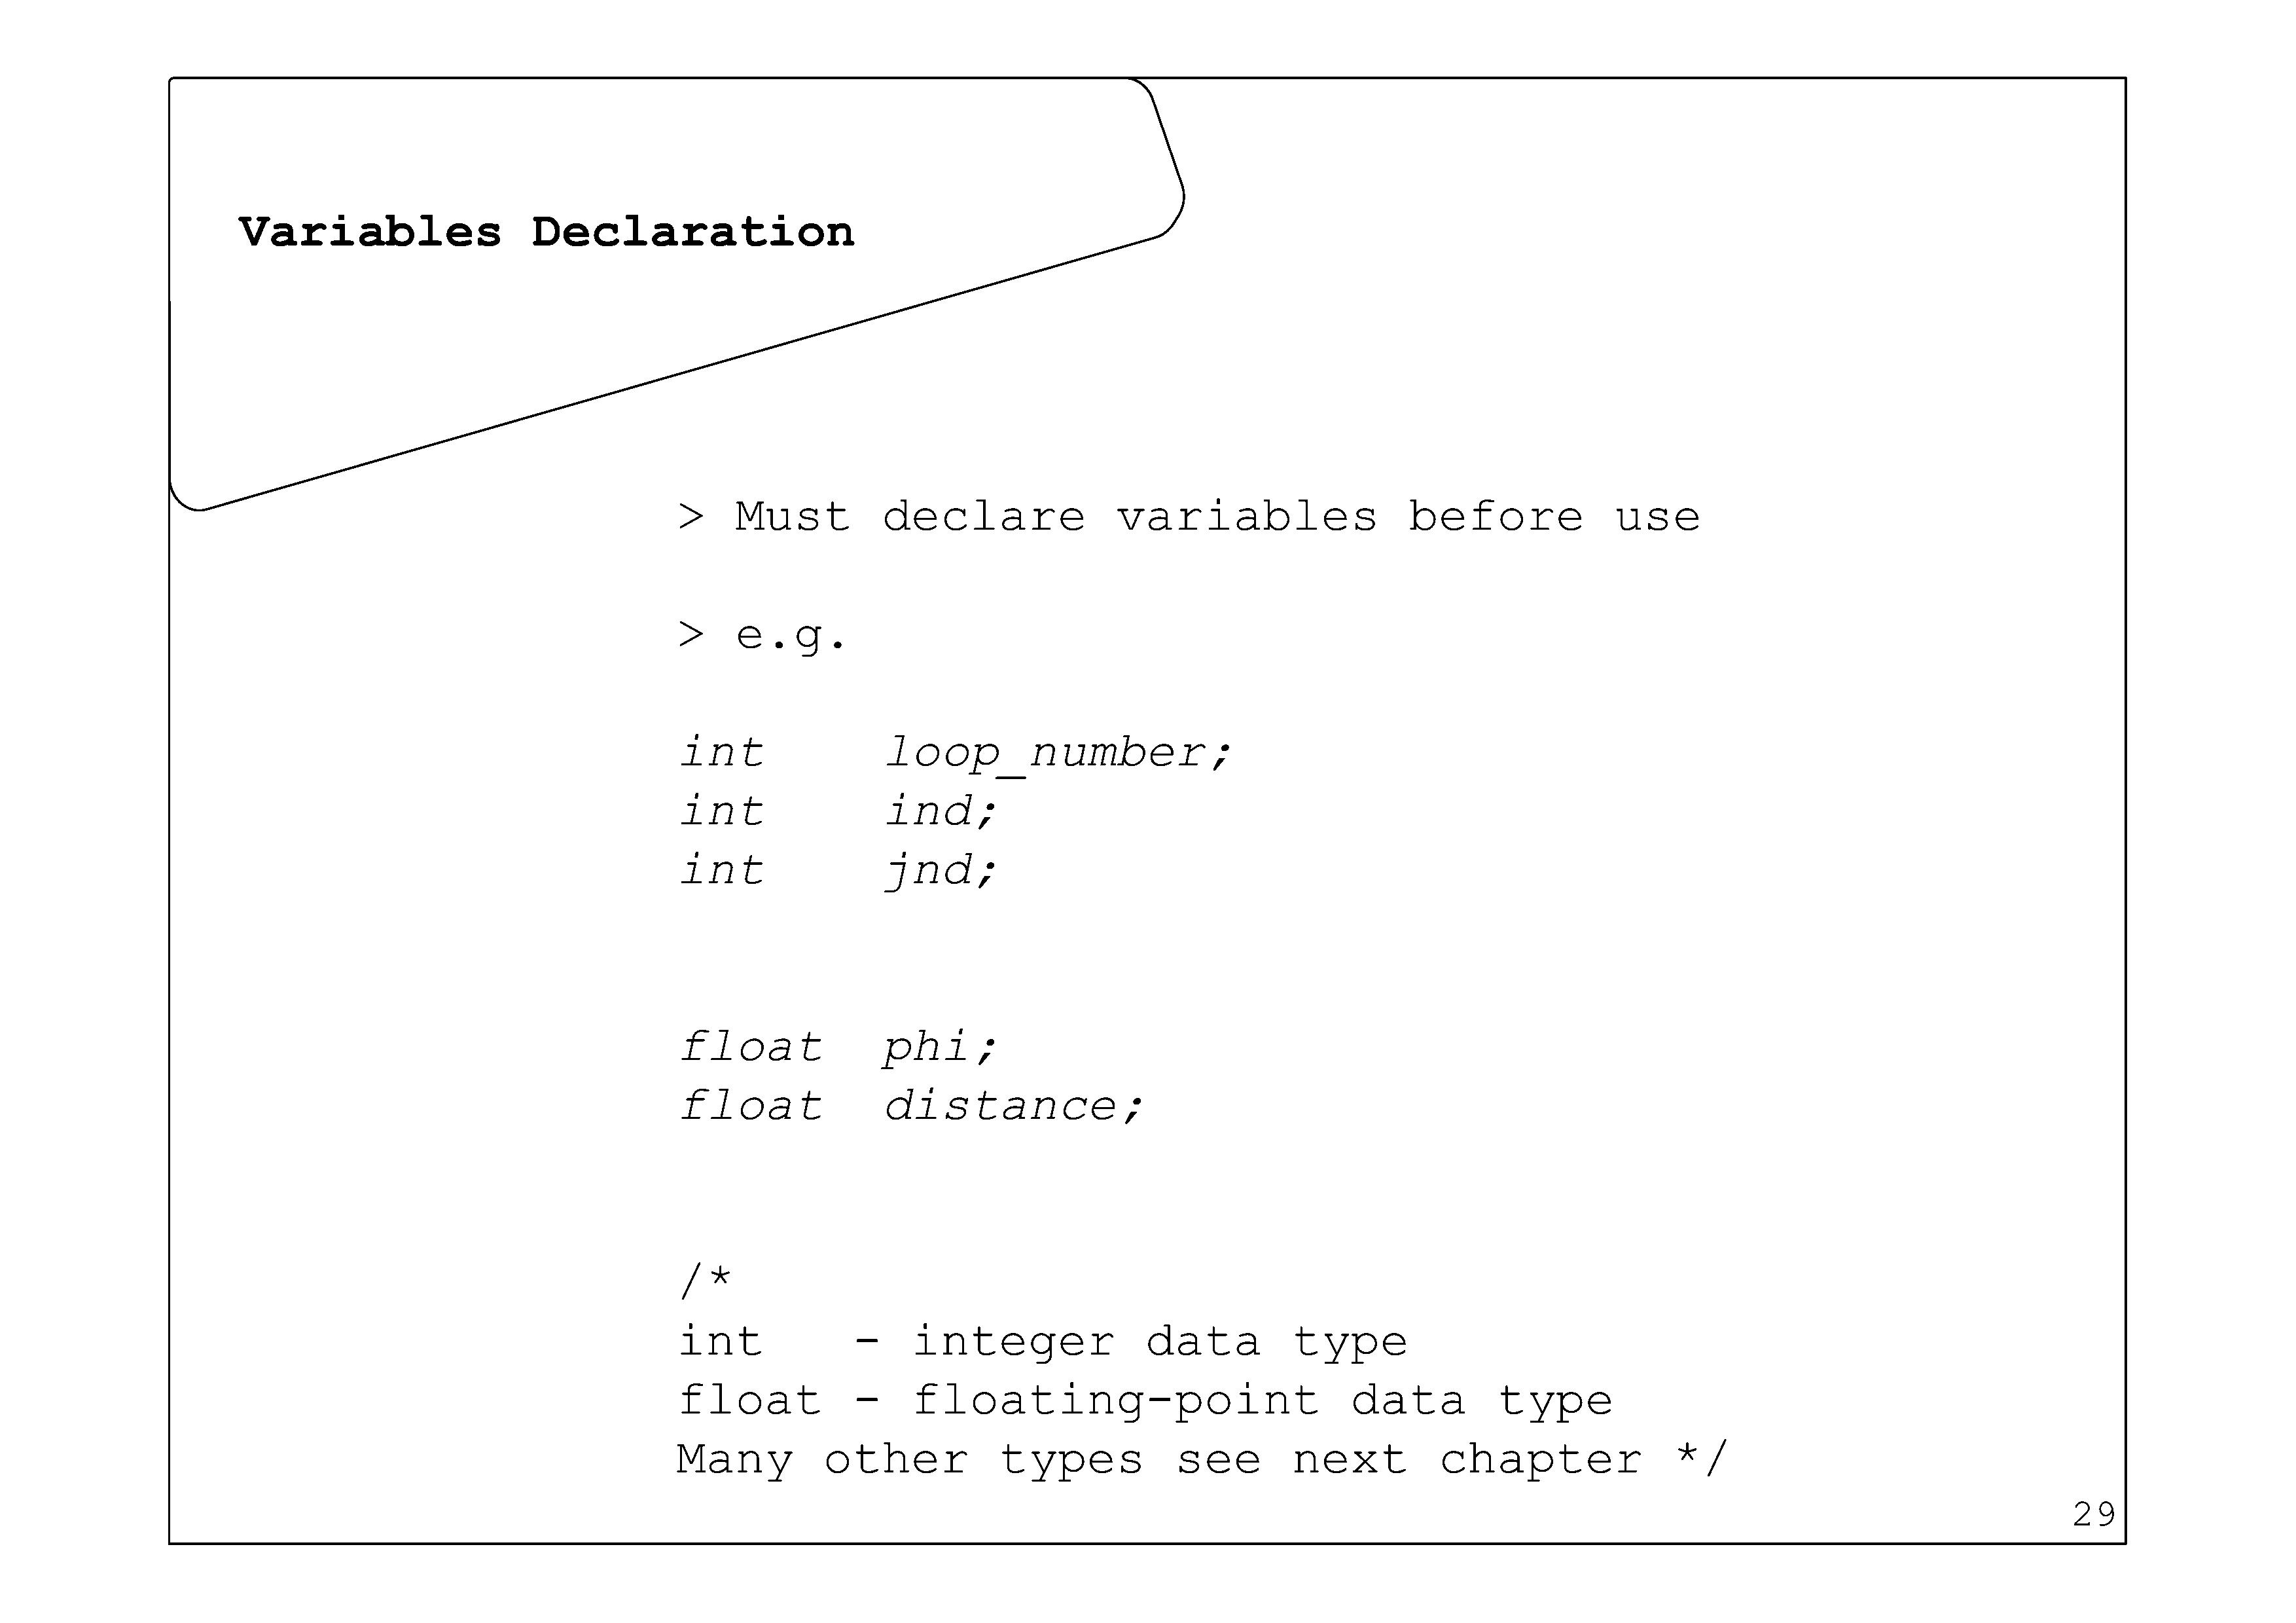 Variables Declaration
> Must declare variables before use
> e.g.
int    loop_number;
int    ind;
int    jnd;
float  phi;
float  distance;
/*
int   - integer data type
float - floating-point data type
Many other types see next chapter */
29